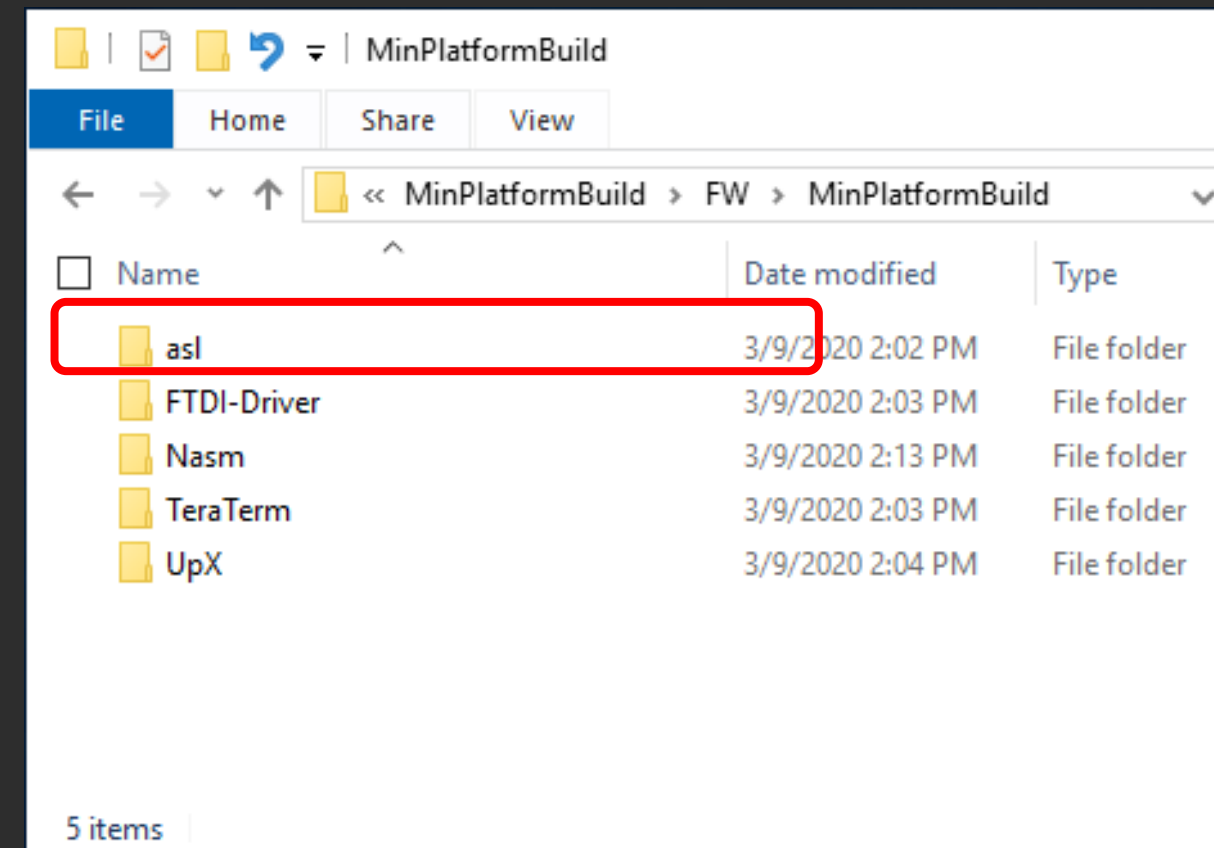 MinPlatformBuild
File Home Share View
« MinPlatformBuild > FW > MinPlatformBuild
Name Date modified Type
asl 3/9/2020 2:02 PM File folder
FTDI-Driver 3/9/2020 2:03 PM File folder
Nasm 3/9/2020 2:13 PM File folder
TeraTerm 3/9/2020 2:03 PM File folder
UpX 3/9/2020 2:04 PM File folder
5 items